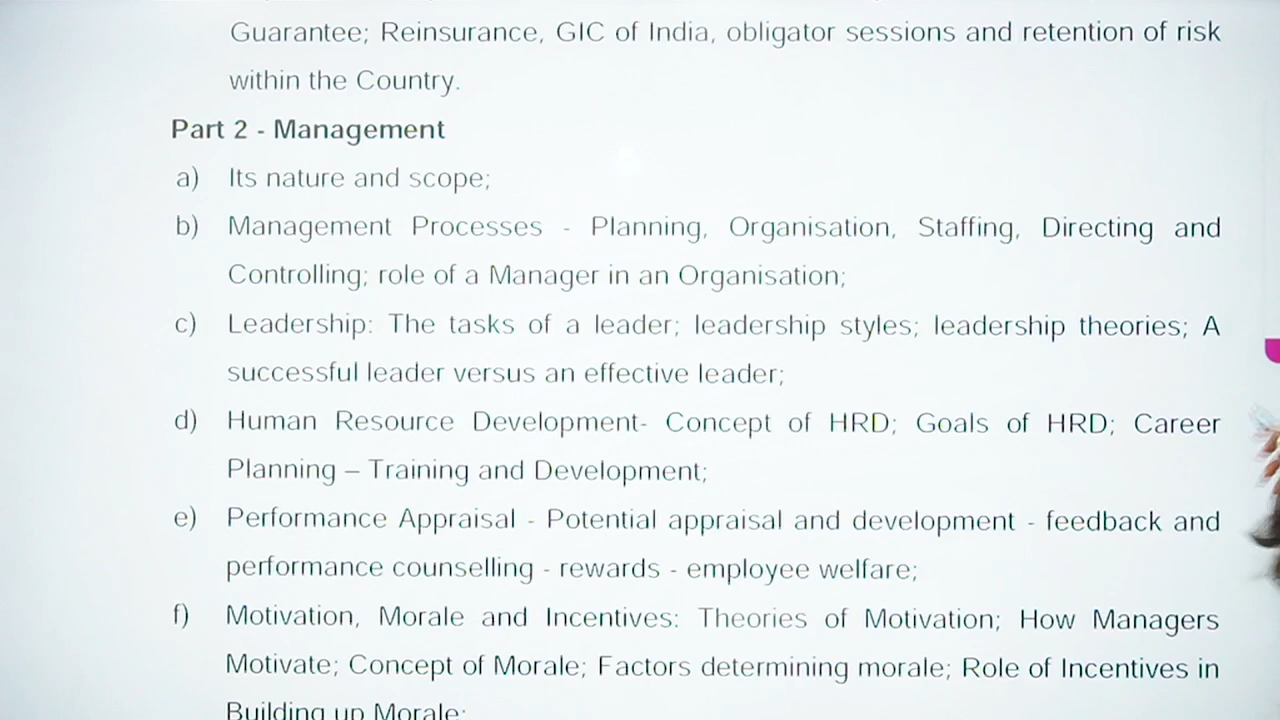 Guarantee; Reinsurance, GIC of India, obligator sessions and retention of risk
within the Country.
Part 2 - Management
a) Its nature and scope;
b) Management Processes - Planning, Organisation, Staffing, Directing and
Controlling; role of a Manager in an Organisation;
c) Leadership: The tasks of a leader; leadership styles; leadership theories; A
successful leader versus an effective leader;
d) Human Resource Development- Concept of HRD; Goals of HRD; Career
Planning – Training and Development;
e) Performance Appraisal - Potential appraisal and development - feedback and
performance counselling - rewards - employee welfare;
f) Motivation, Morale and Incentives: Theories of Motivation; How Managers
Motivate; Concept of Morale; Factors determining morale; Role of Incentives in
Building up Morale;